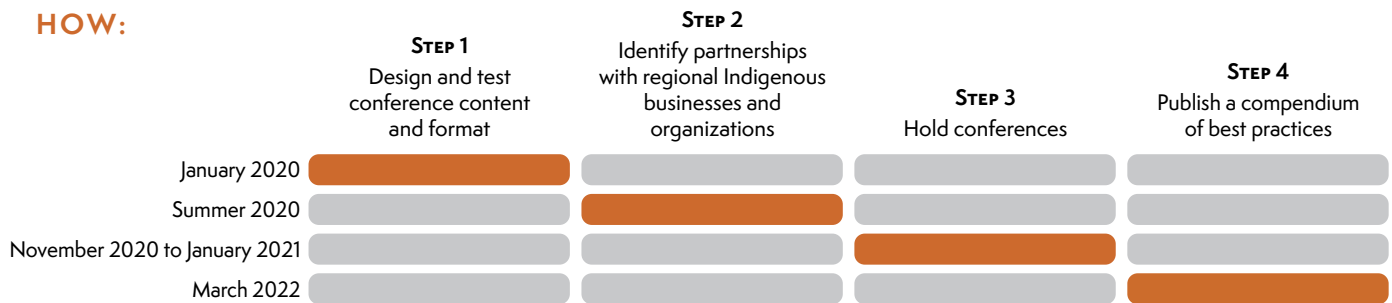 HOW:
STEP 1
Design and test
conference content
and format
STEP 2
Identify partnerships
with regional Indigenous
businesses and
organizations
STEP 3
Hold conferences
STEP 4
Publish a compendium
of best practices
January 2020
Summer 2020
November 2020 to January 2021
March 2022